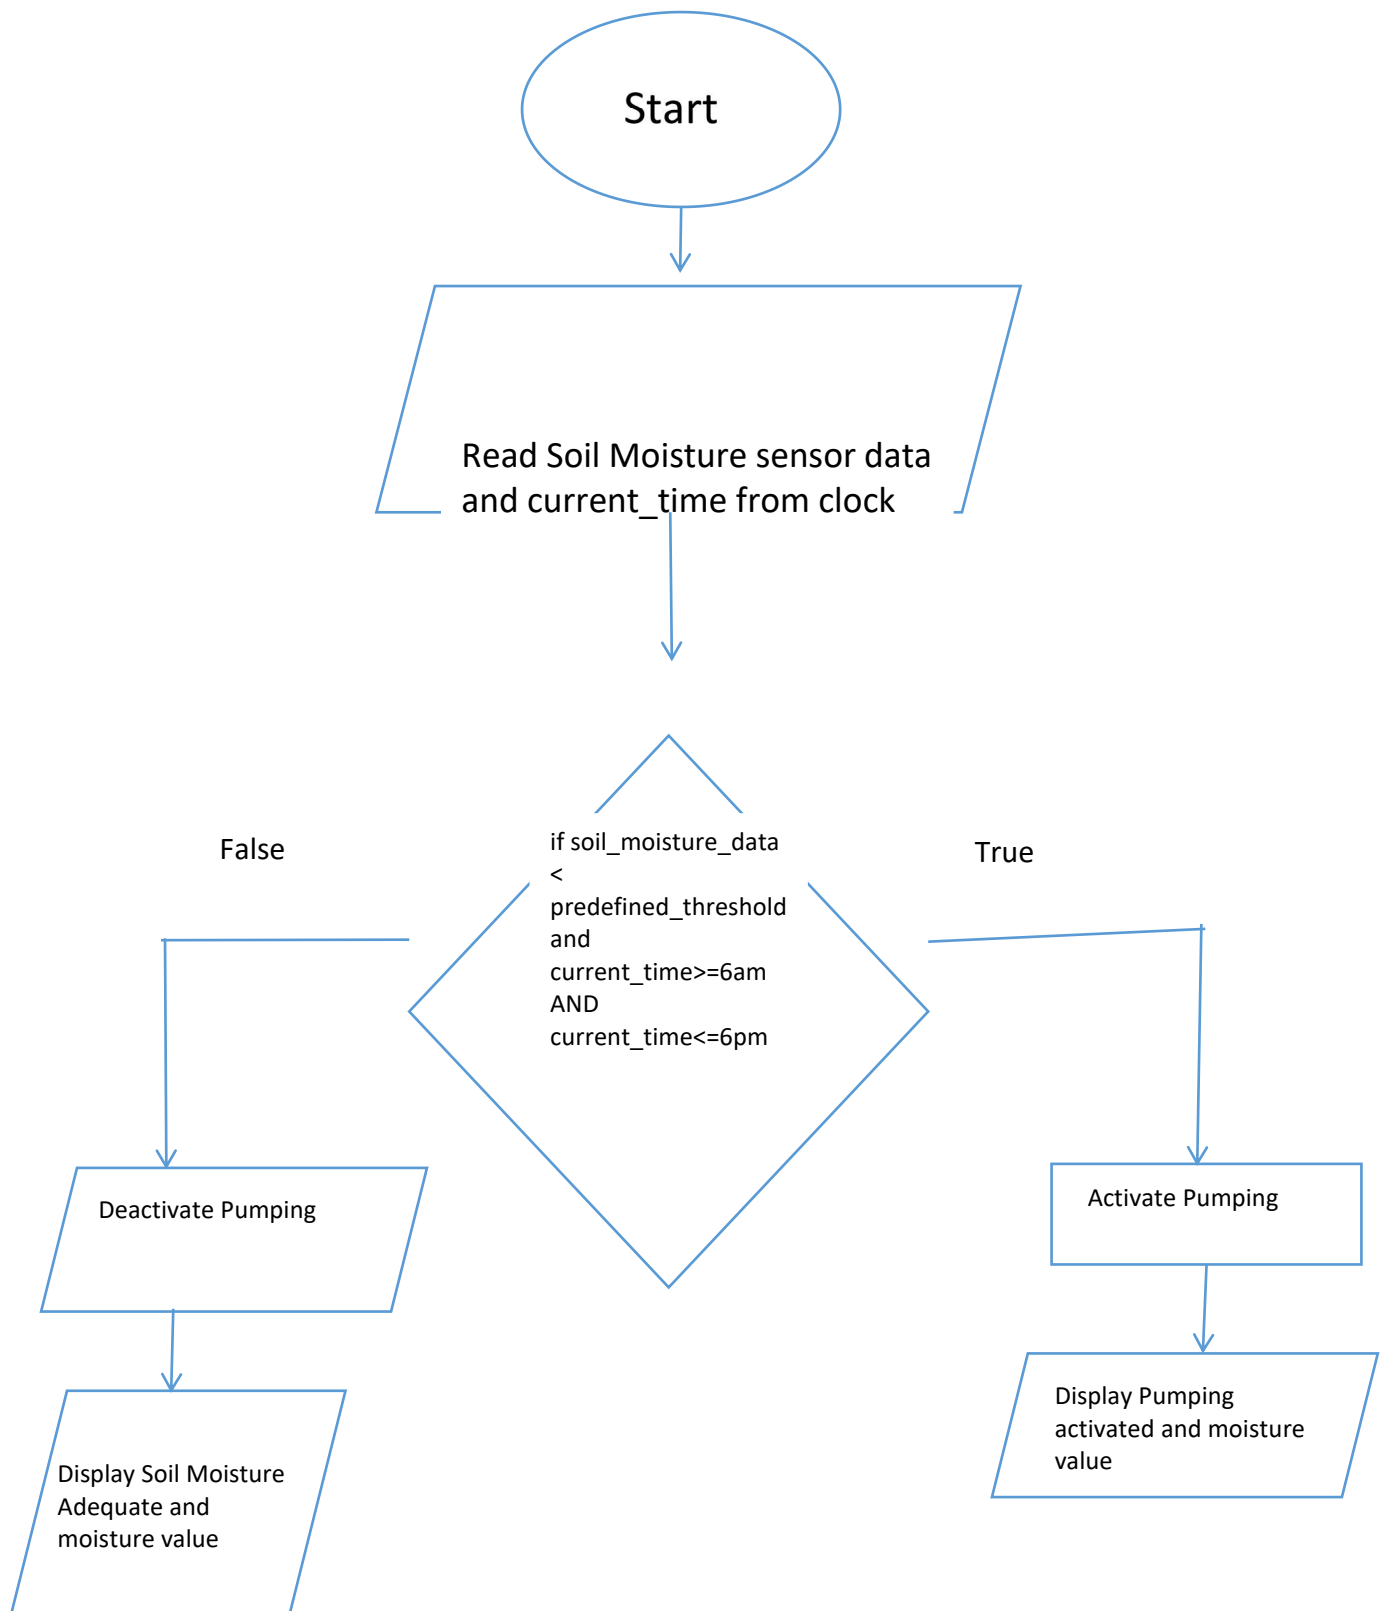 Start
Read Soil Moisture sensor data
and current_time from clock
False
if soil_moisture_data
<
predefined_threshold
and
current_time>=6am
AND
current_time<=6pm
True
Deactivate Pumping
Activate Pumping
Display Soil Moisture
Adequate and
moisture value
Display Pumping
activated and moisture
value